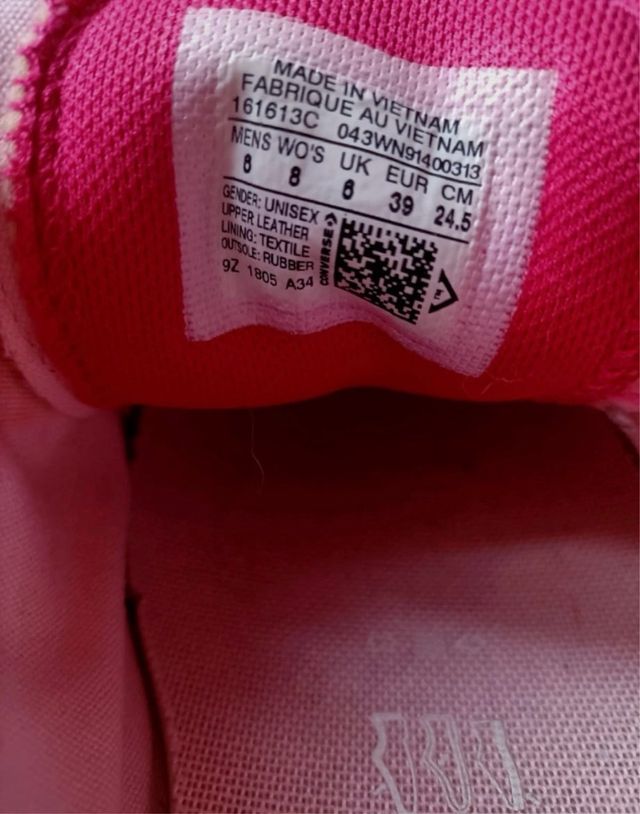 MADE IN VIETNAM
FABRIQUE AU VIETNAM
161613C 043WN91400313
MENS WO'S UK EUR CM
6 8 6 39 24.5
GENDER: UNISEX
UPPER LEATHER
LINING: TEXTILE
OUTSOLE: RUBBER
9Z 1805 A34
CONVERSE